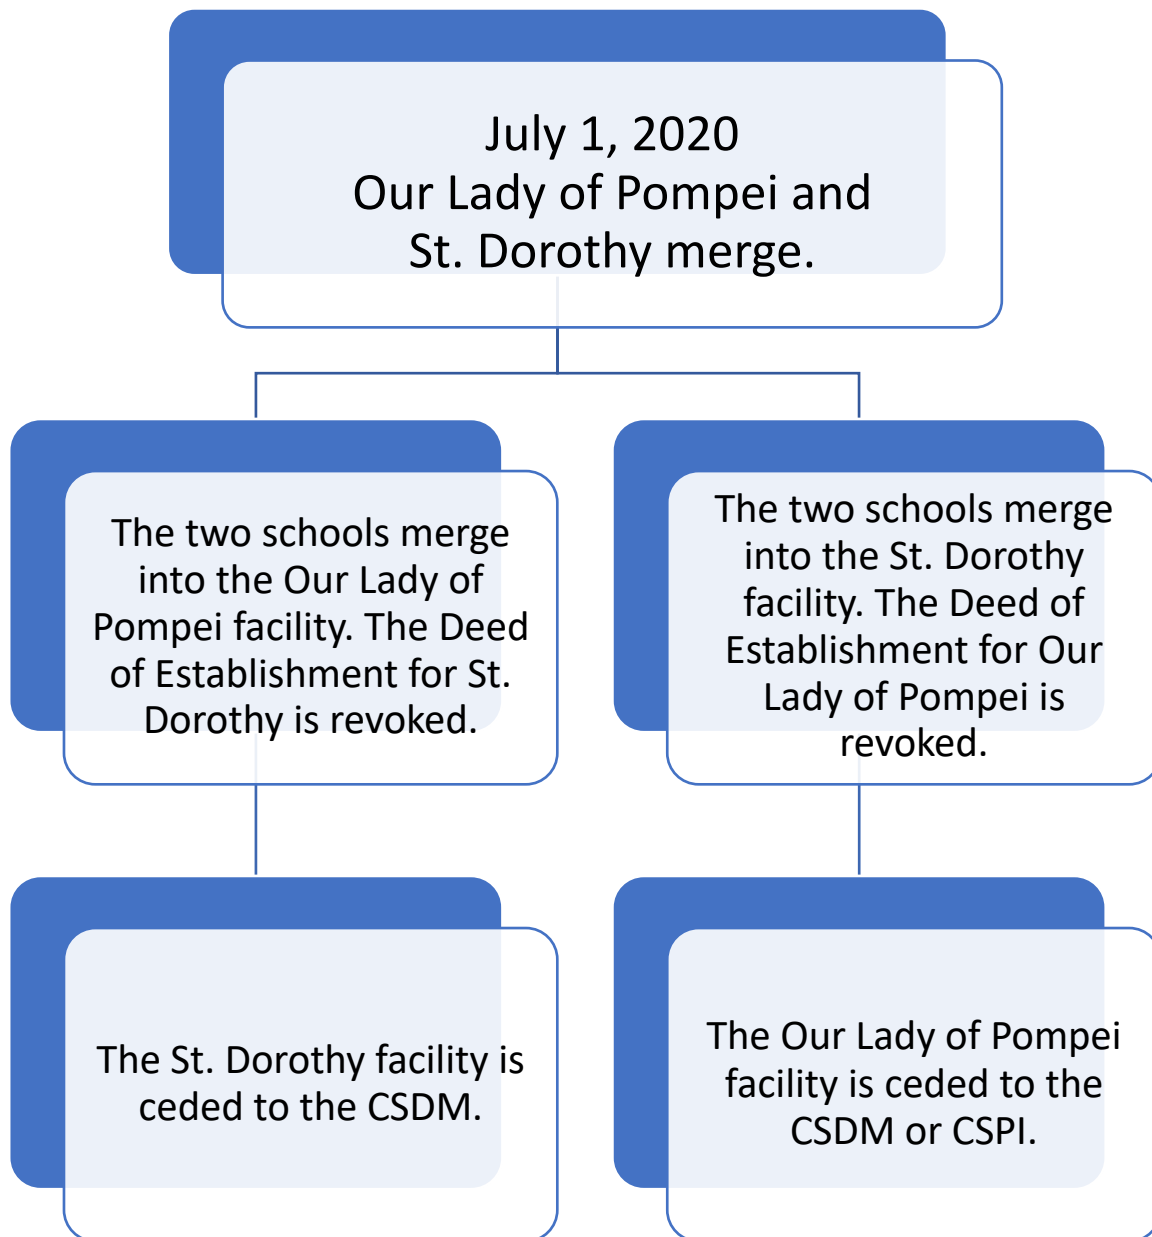 July 1, 2020
Our Lady of Pompei and
St. Dorothy merge.
The two schools merge
into the Our Lady of
Pompei facility. The Deed
of Establishment for St.
Dorothy is revoked.
The two schools merge
into the St. Dorothy
facility. The Deed of
Establishment for Our
Lady of Pompei is
revoked.
The St. Dorothy facility is
ceded to the CSDM.
The Our Lady of Pompei
facility is ceded to the
CSDM or CSPI.